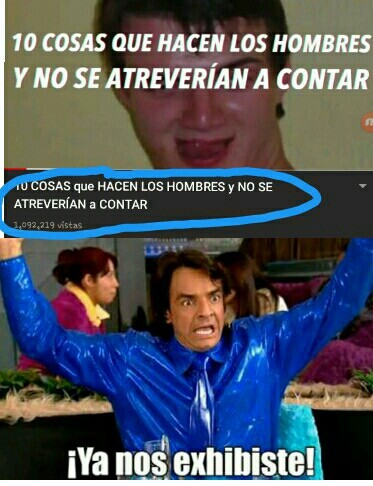 10 COSAS QUE HACEN LOS HOMBRES
Y NO SE ATREVERÍAN A CONTAR
10 COSAS que HACEN LOS HOMBRES y NO SE
ATREVERÍAN a CONTAR
1,092,219 vistas
¡Ya nos exhibiste!